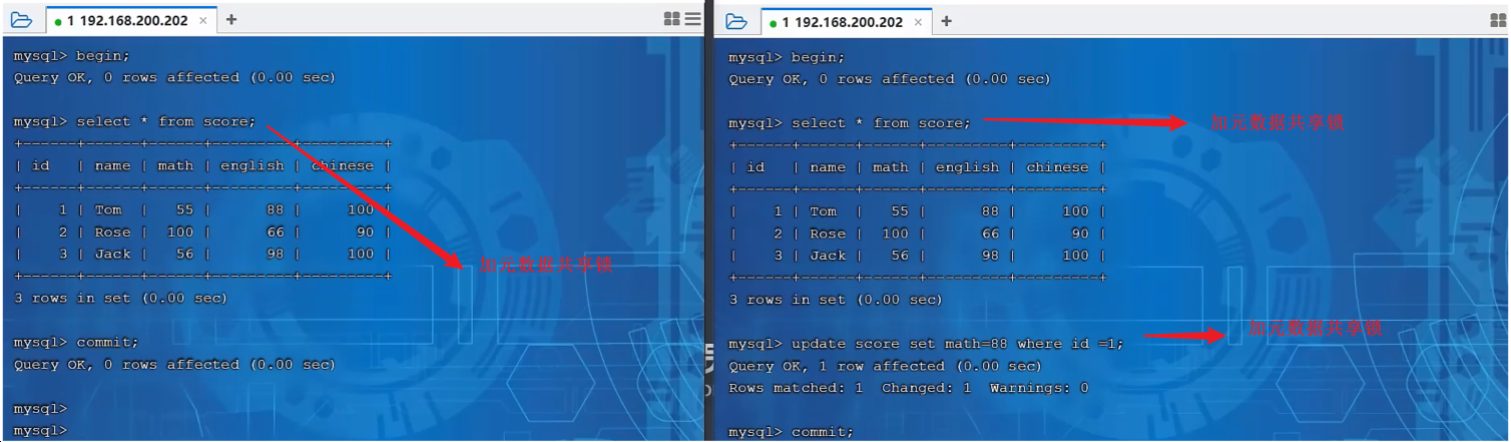 1 192.168.200.202 × +
mysql> begin;
Query OK, 0 rows affected (0.00 sec)
mysql> select * from score;
+------+------+------+---------+---------+
| id | name | math | english | chinese |
+------+------+------+---------+---------+
| 1 | Tom | 55 | 88 | 100 |
| 2 | Rose | 100 | 66 | 90 |
| 3 | Jack | 56 | 98 | 100 |
+------+------+------+---------+---------+
加元数据共享锁
3 rows in set (0.00 sec)
mysql> commit;
Query OK, 0 rows affected (0.00 sec)
mysql>
mysql>
1 192.168.200.202 × +
mysql> begin;
Query OK, 0 rows affected (0.00 sec)
mysql> select * from score;
加元数据共享锁
+------+------+------+---------+---------+
| id | name | math | english | chinese |
+------+------+------+---------+---------+
| 1 | Tom | 55 | 88 | 100 |
| 2 | Rose | 100 | 66 | 90 |
| 3 | Jack | 56 | 98 | 100 |
+------+------+------+---------+---------+
3 rows in set (0.00 sec)
加元数据共享锁
mysql> update score set math=88 where id =1;
Query OK, 1 row affected (0.00 sec)
Rows matched: 1 Changed: 1 Warnings: 0
mysql> commit;